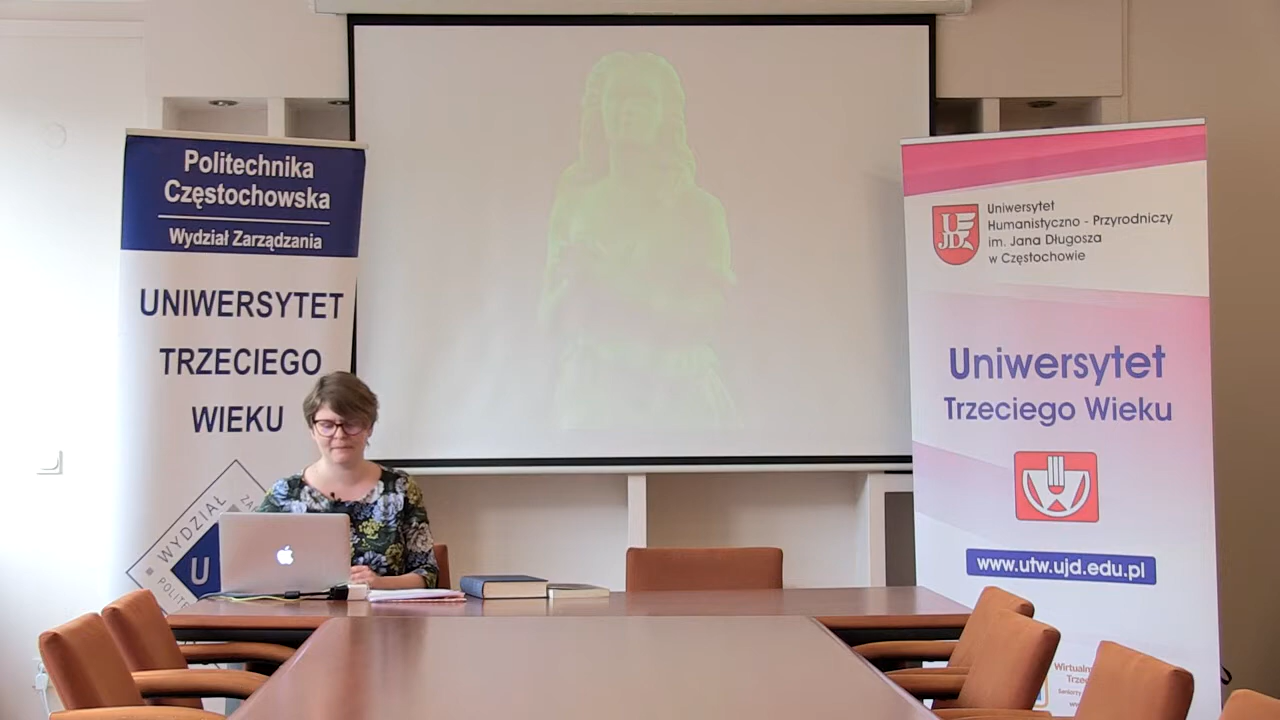 Politechnika
Częstochowska
Wydział Zarządzania
UNIWERSYTET
TRZECIEGO
WIEKU
WYDZIAŁ
U
Uniwersytet
Humanistyczno - Przyrodniczy
im. Jana Długosza
w Częstochowie
UJD
Uniwersytet
Trzeciego Wieku
www.utw.ujd.edu.pl